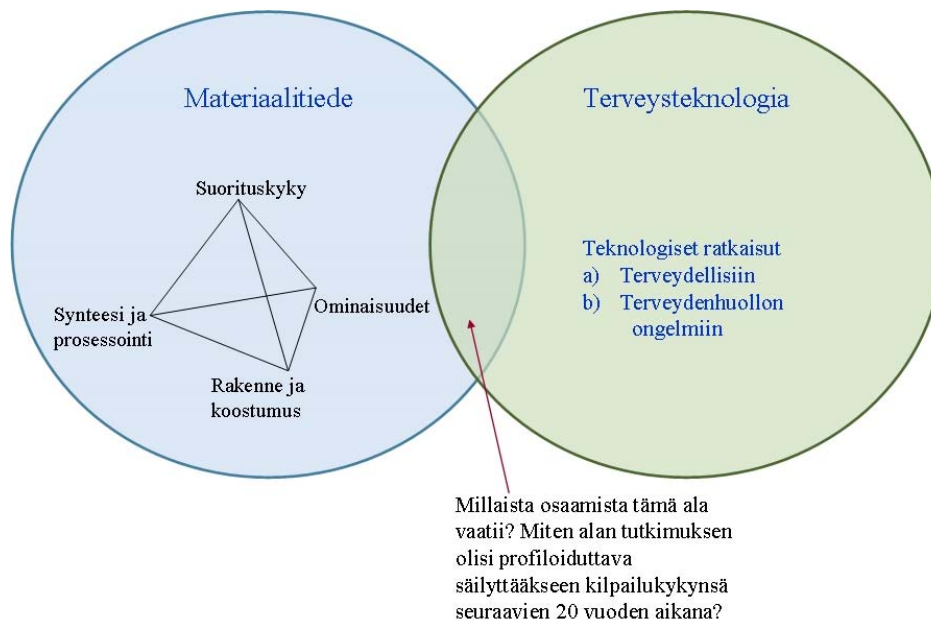 Materiaalitiede
Suorituskyky
Synteesi ja
prosessointi
Ominaisuudet
Rakenne ja
koostumus
Terveysteknologia
Teknologiset ratkaisut
a) Terveydellisiin
b) Terveydenhuollon
ongelmiin
Millaista osaamista tämä ala
vaatii? Miten alan tutkimuksen
olisi profiloiduttava
säilyttääkseen kilpailukykynsä
seuraavien 20 vuoden aikana?